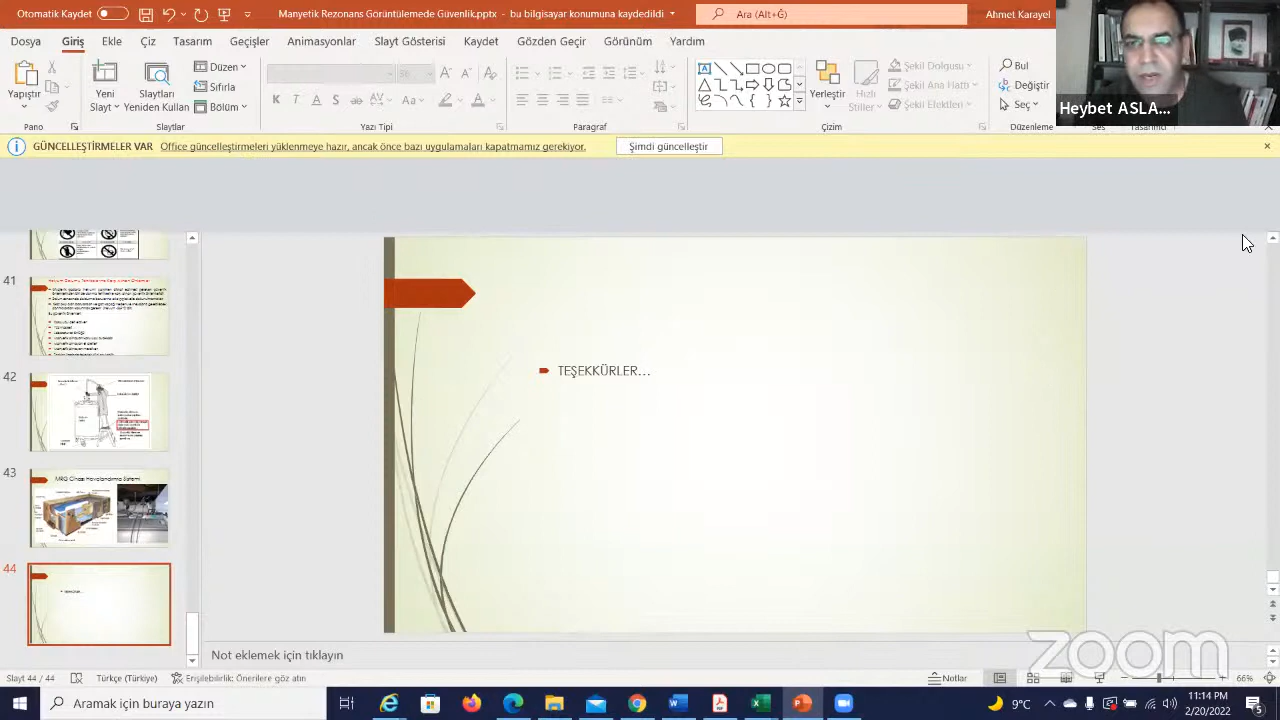 Otomatik Kaydet
Manyetik Rezonans Görüntülemede Güvenlik.pptx - bu bilgisayar konumuna kaydedildi
Ara (Alt+G)
Ahmet Karayel
Dosya
Giriş
Ekle
Çiz
Tasarım
Geçişler
Animasyonlar
Slayt Gösterisi
Kaydet
Gözden Geçir
Görünüm
Yardım
Yapıştır
Yeni
Slayt
Slaytları
Yeniden Kullan
Düzen
Sıfırla
Bölüm
Yerleştir
Hızlı
Stiller
Şekil Dolgusu
Şekil Ana Hattı
Şekil Efektleri
Bul
Değiştir
Seç
Pano
Slaytlar
Yazı Tipi
Paragraf
Çizim
Düzenleme
Ses
Tasarımcı
Heybet ASLA...
GÜNCELLEŞTİRMELER VAR
Office güncelleştirmeleri yüklenmeye hazır, ancak önce bazı uygulamaları kapatmamız gerekiyor.
Şimdi güncelleştir
41
42
43
MRG Cihazı Havalandırma Sistemi
44
TEŞEKKÜRLER...
Not eklemek için tıklayın
zoom
Slayt 44 / 44
Türkçe (Türkiye)
Erişilebilirlik: Önerilere göz atın
Notlar
66%
Aramak için buraya yazın
9°C
11:14 PM
2/20/2022
5